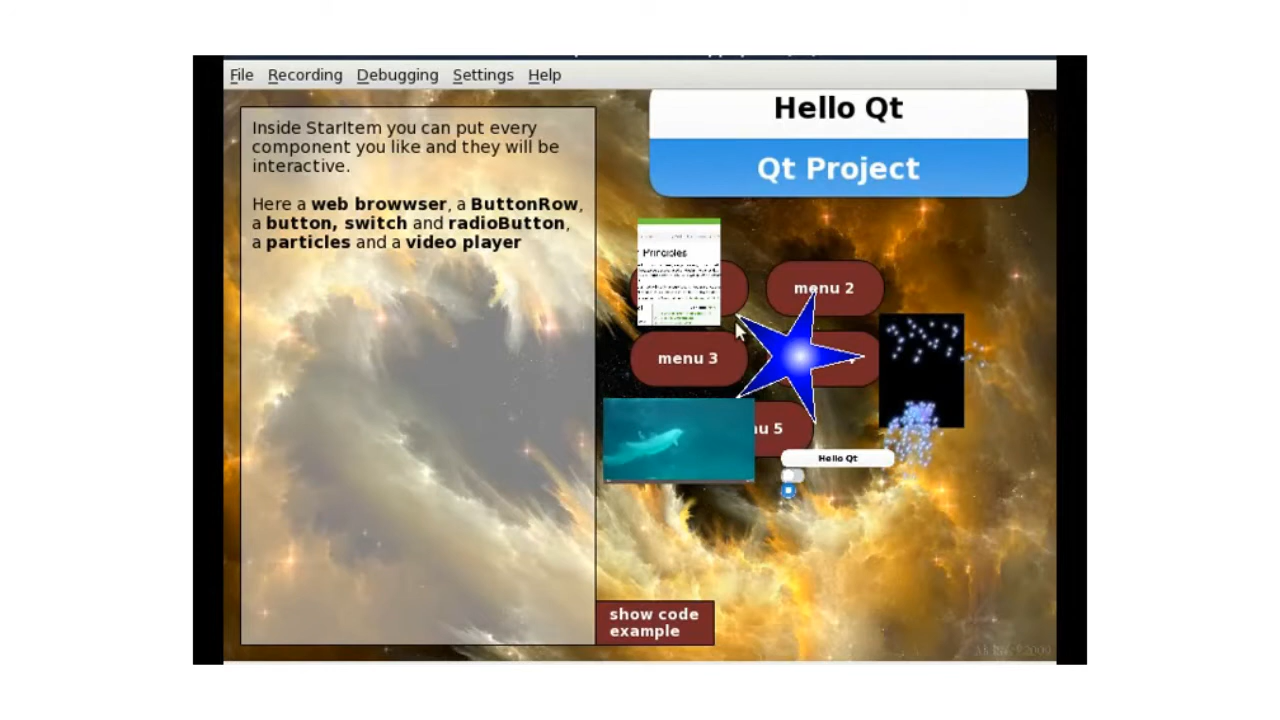 File Recording Debugging Settings Help
Inside StarItem you can put every
component you like and they will be
interactive.
Here a web browwser, a ButtonRow,
a button, switch and radioButton,
a particles and a video player
Hello Qt
Qt Project
Principles
menu 2
menu 3
nu 5
Hello Qt
show code
example